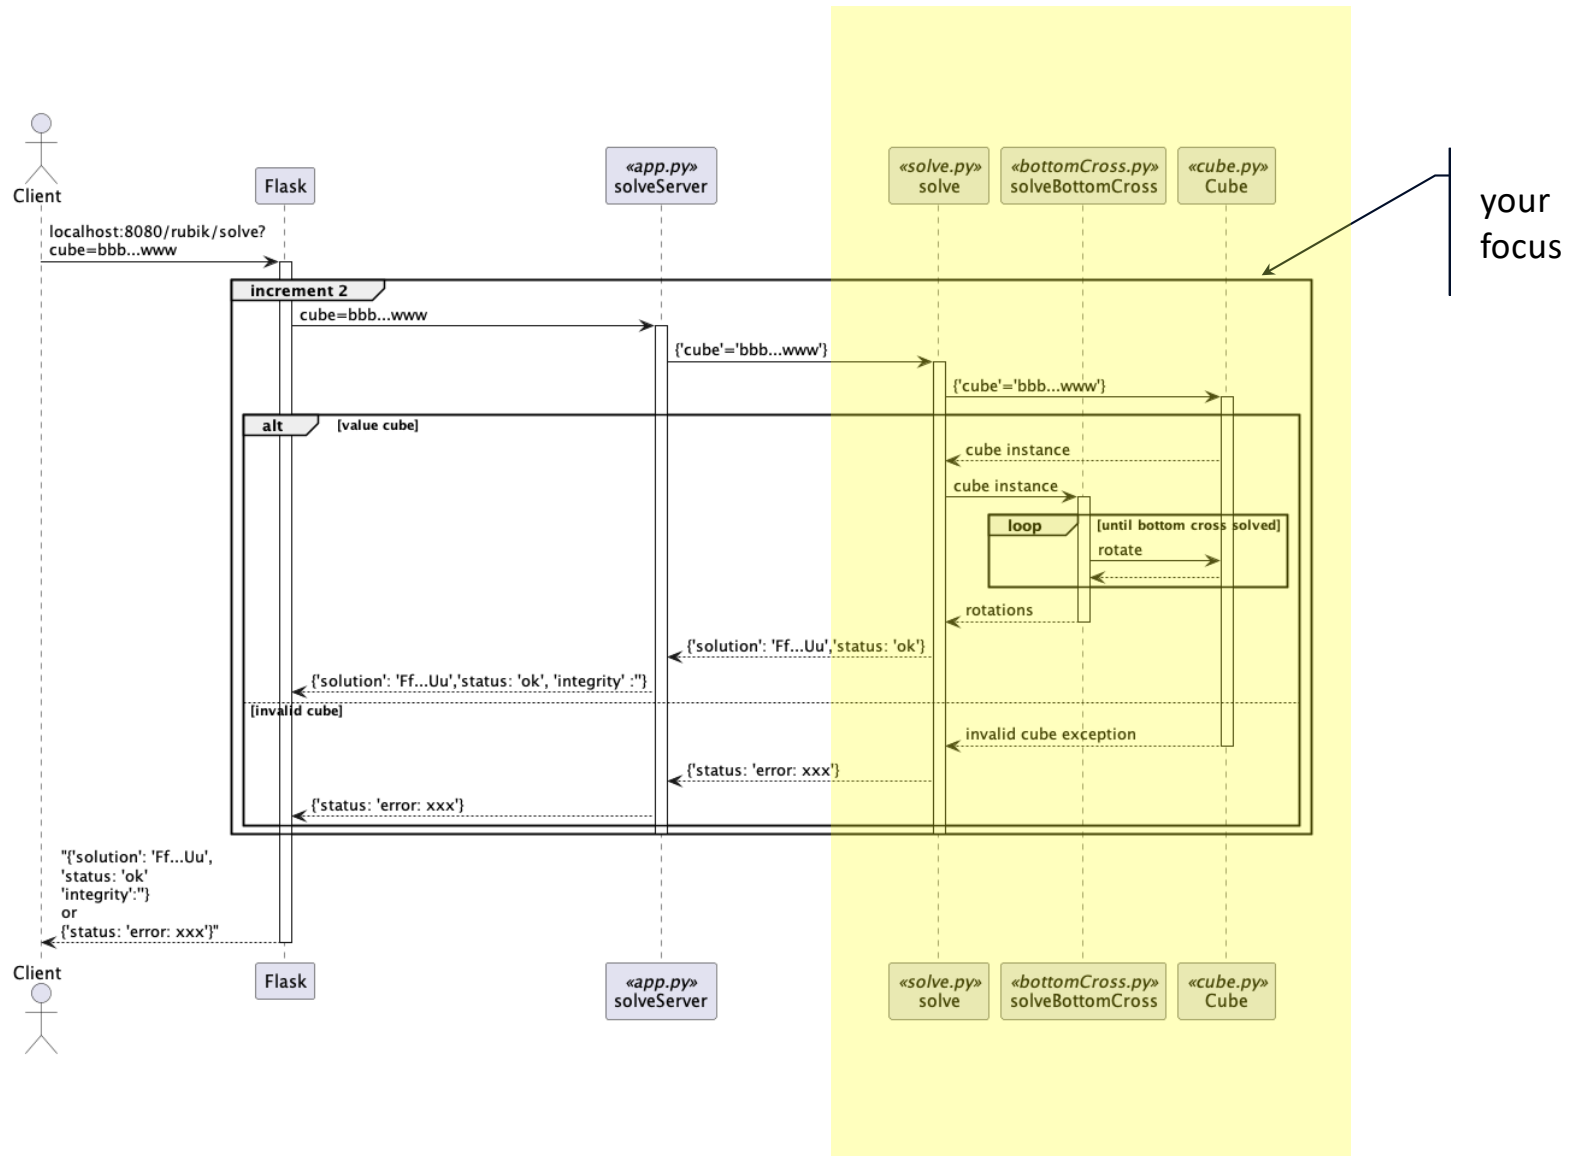 «app.py»
solveServer
«solve.py»
solve
«bottomCross.py»
solveBottomCross
«cube.py»
Cube
Flask
Client
your
focus
localhost:8080/rubik/solve?
cube=bbb...www
increment 2
cube=bbb...www
{'cube'='bbb...www'}
{'cube'='bbb...www'}
alt
[value cube]
cube instance
cube instance
loop
[until bottom cross solved]
rotate
rotations
{'solution': 'Ff...Uu','status: 'ok'}
{'solution': 'Ff...Uu','status: 'ok', 'integrity' :''}
[invalid cube]
invalid cube exception
{'status: 'error: xxx'}
{'status: 'error: xxx'}
"{'solution': 'Ff...Uu',
'status: 'ok'
'integrity':''}
or
{'status: 'error: xxx'}"
Client
Flask
«app.py»
solveServer
«solve.py»
solve
«bottomCross.py»
solveBottomCross
«cube.py»
Cube